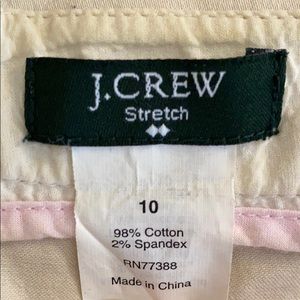 J.CREW
Stretch
10
98% Cotton
2% Spandex
RN77388
Made in China